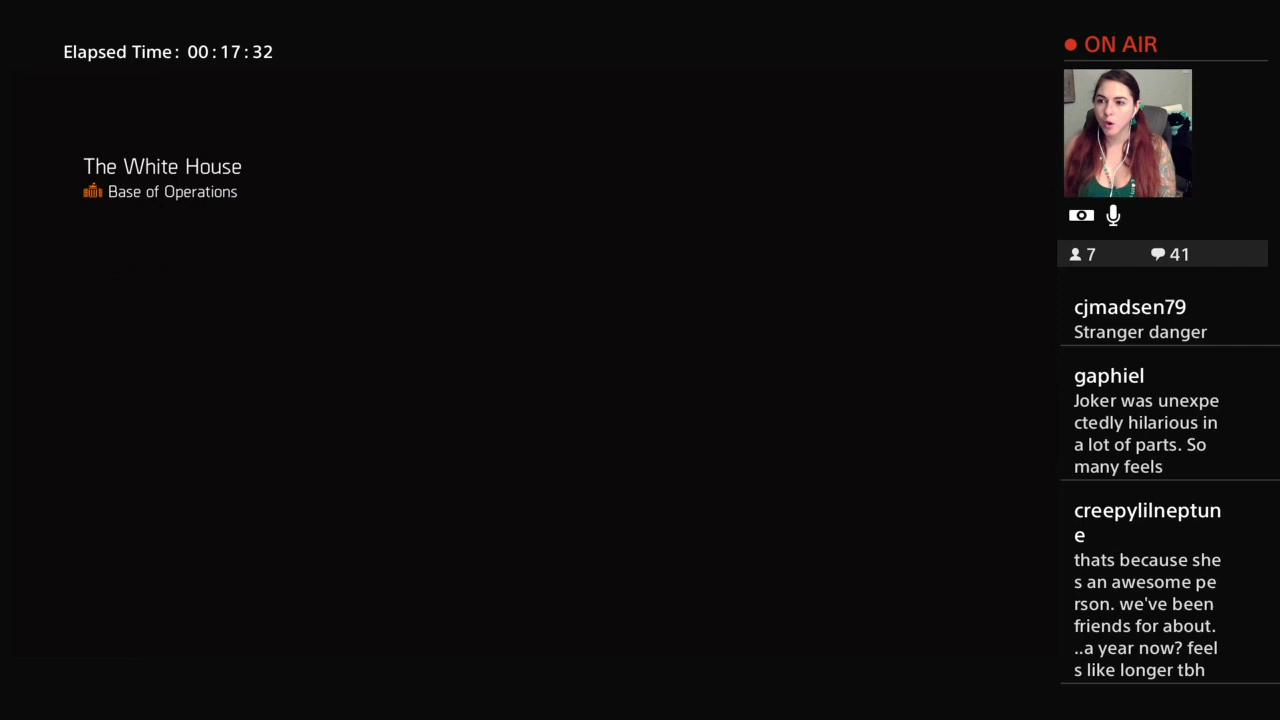 Elapsed Time: 00:17:32
The White House
Base of Operations
ON AIR
7
41
cjmadsen79
Stranger danger
gaphiel
Joker was unexpe
ctedly hilarious in
a lot of parts. So
many feels
creepylilneptun
e
thats because she
s an awesome pe
rson. we've been
friends for about.
..a year now? feel
s like longer tbh